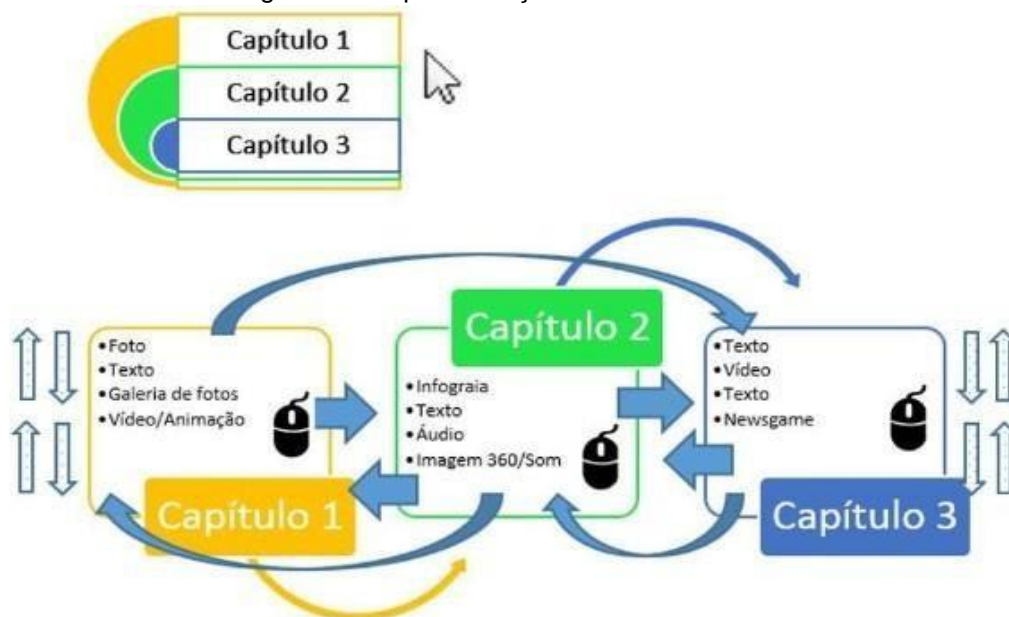 Capítulo 1
Capítulo 2
Capítulo 3
•Foto
•Texto
•Galeria de fotos
•Vídeo/Animação
Capítulo 1
Capítulo 2
•Infograia
•Texto
•Áudio
•Imagem 360/Som
•Texto
•Vídeo
•Texto
•Newsgame
Capítulo 3